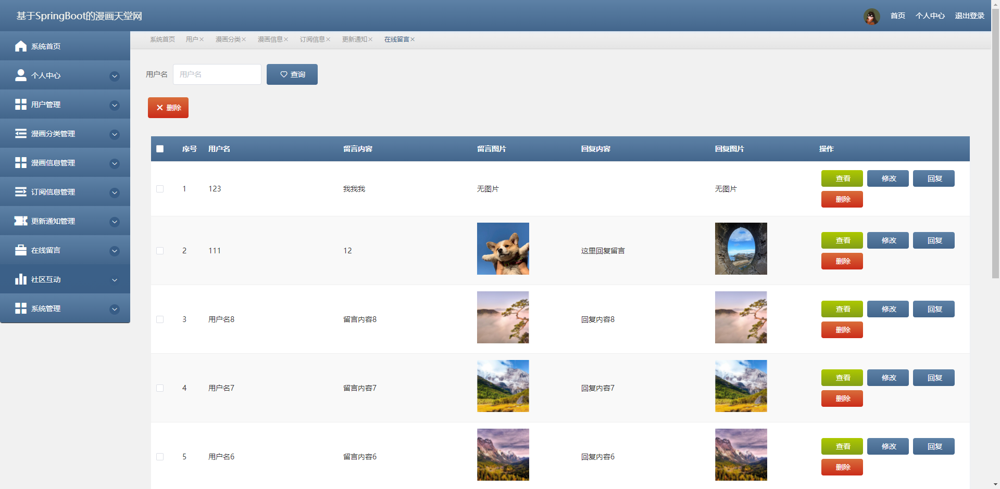 基于SpringBoot的漫画天堂网
首页 个人中心 退出登录
系统首页
个人中心
用户管理
漫画分类管理
漫画信息管理
订阅信息管理
更新通知管理
在线留言
社区互动
系统管理
系统首页 用户× 漫画分类× 漫画信息× 订阅信息× 更新通知× 在线留言×
用户名 用户名 查询
删除
序号 用户名 留言内容 留言图片 回复内容 回复图片 操作
1 123 我我我 无图片 无图片 查看 修改 回复
删除
2 111 12 这里回复留言 查看 修改 回复
删除
3 用户名8 留言内容8 回复内容8 查看 修改 回复
删除
4 用户名7 留言内容7 回复内容7 查看 修改 回复
删除
5 用户名6 留言内容6 回复内容6 查看 修改 回复
删除